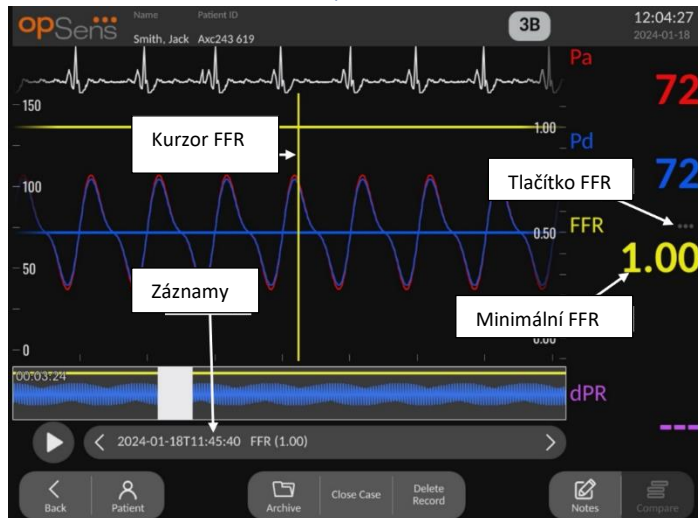 opSens
Name Patient ID
Smith, Jack Axc243 619
3B
12:04:27
2024-01-18
Pa
72
150
1.00
Kurzor FFR
Pd
72
100
Tlačítko FFR
0.50
FFR
1.00
50
Záznamy
Minimální FFR
0.00
0
00:03:24
dPR
---
2024-01-18T11:45:40 FFR (1.00)
Back
Patient
Archive
Close Case
Delete
Record
Notes
Compare